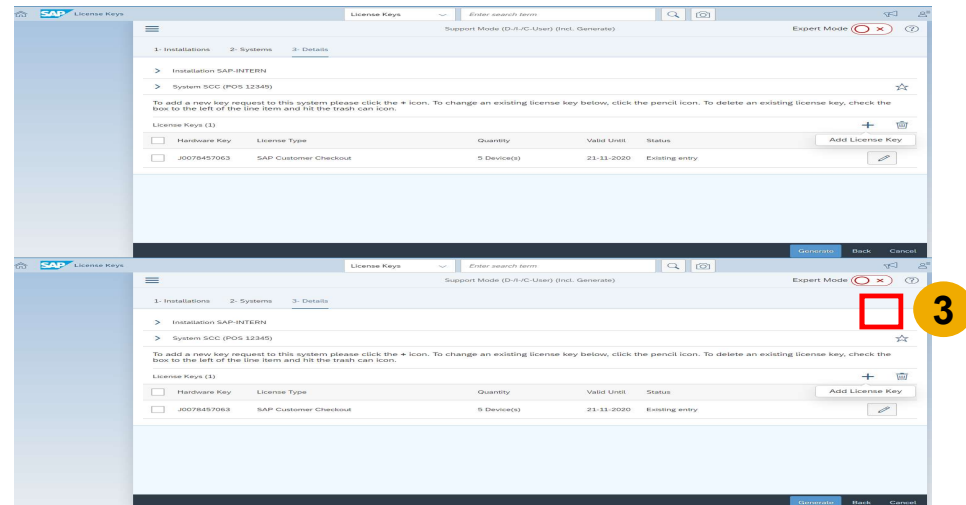 SAP License Keys License Keys Enter search term
Support Mode (D-/I-/C-User) (Incl. Generate) Expert Mode
1- Installations 2- Systems 3- Details
Installation SAP-INTERN
System SCC (POS 12345)
To add a new key request to this system please click the + icon. To change an existing license key below, click the pencil icon. To delete an existing license key, check the
box to the left of the line item and hit the trash can icon.
License Keys (1)
Hardware Key License Type Quantity Valid Until Status Add License Key
J0078457063 SAP Customer Checkout 5 Device(s) 21-11-2020 Existing entry
Generate Back Cancel
SAP License Keys License Keys Enter search term
Support Mode (D-/I-/C-User) (Incl. Generate) Expert Mode
1- Installations 2- Systems 3- Details
3
Installation SAP-INTERN
System SCC (POS 12345)
To add a new key request to this system please click the + icon. To change an existing license key below, click the pencil icon. To delete an existing license key, check the
box to the left of the line item and hit the trash can icon.
License Keys (1)
Hardware Key License Type Quantity Valid Until Status Add License Key
J0078457063 SAP Customer Checkout 5 Device(s) 21-11-2020 Existing entry
Generate Back Cancel